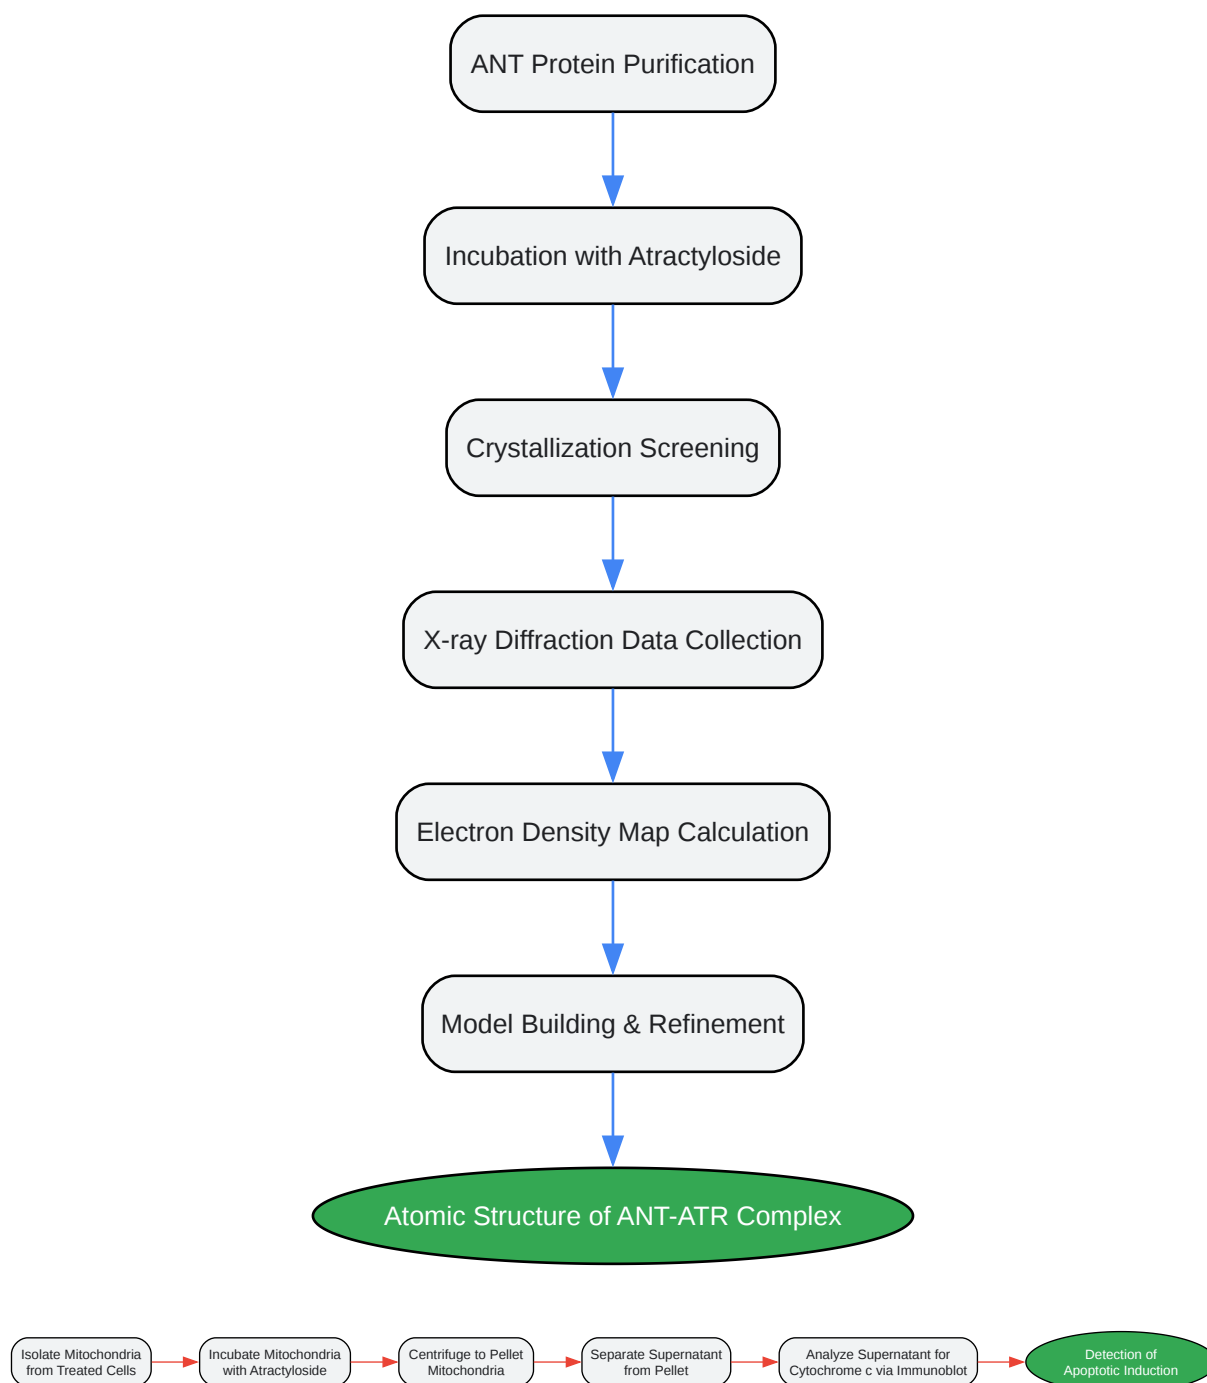 ANT Protein Purification
Incubation with Atractyloside
Crystallization Screening
X-ray Diffraction Data Collection
Electron Density Map Calculation
Model Building & Refinement
Atomic Structure of ANT-ATR Complex
Isolate Mitochondria
from Treated Cells
Incubate Mitochondria
with Atractyloside
Centrifuge to Pellet
Mitochondria
Separate Supernatant
from Pellet
Analyze Supernatant for
Cytochrome c via Immunoblot
Detection of
Apoptotic Induction